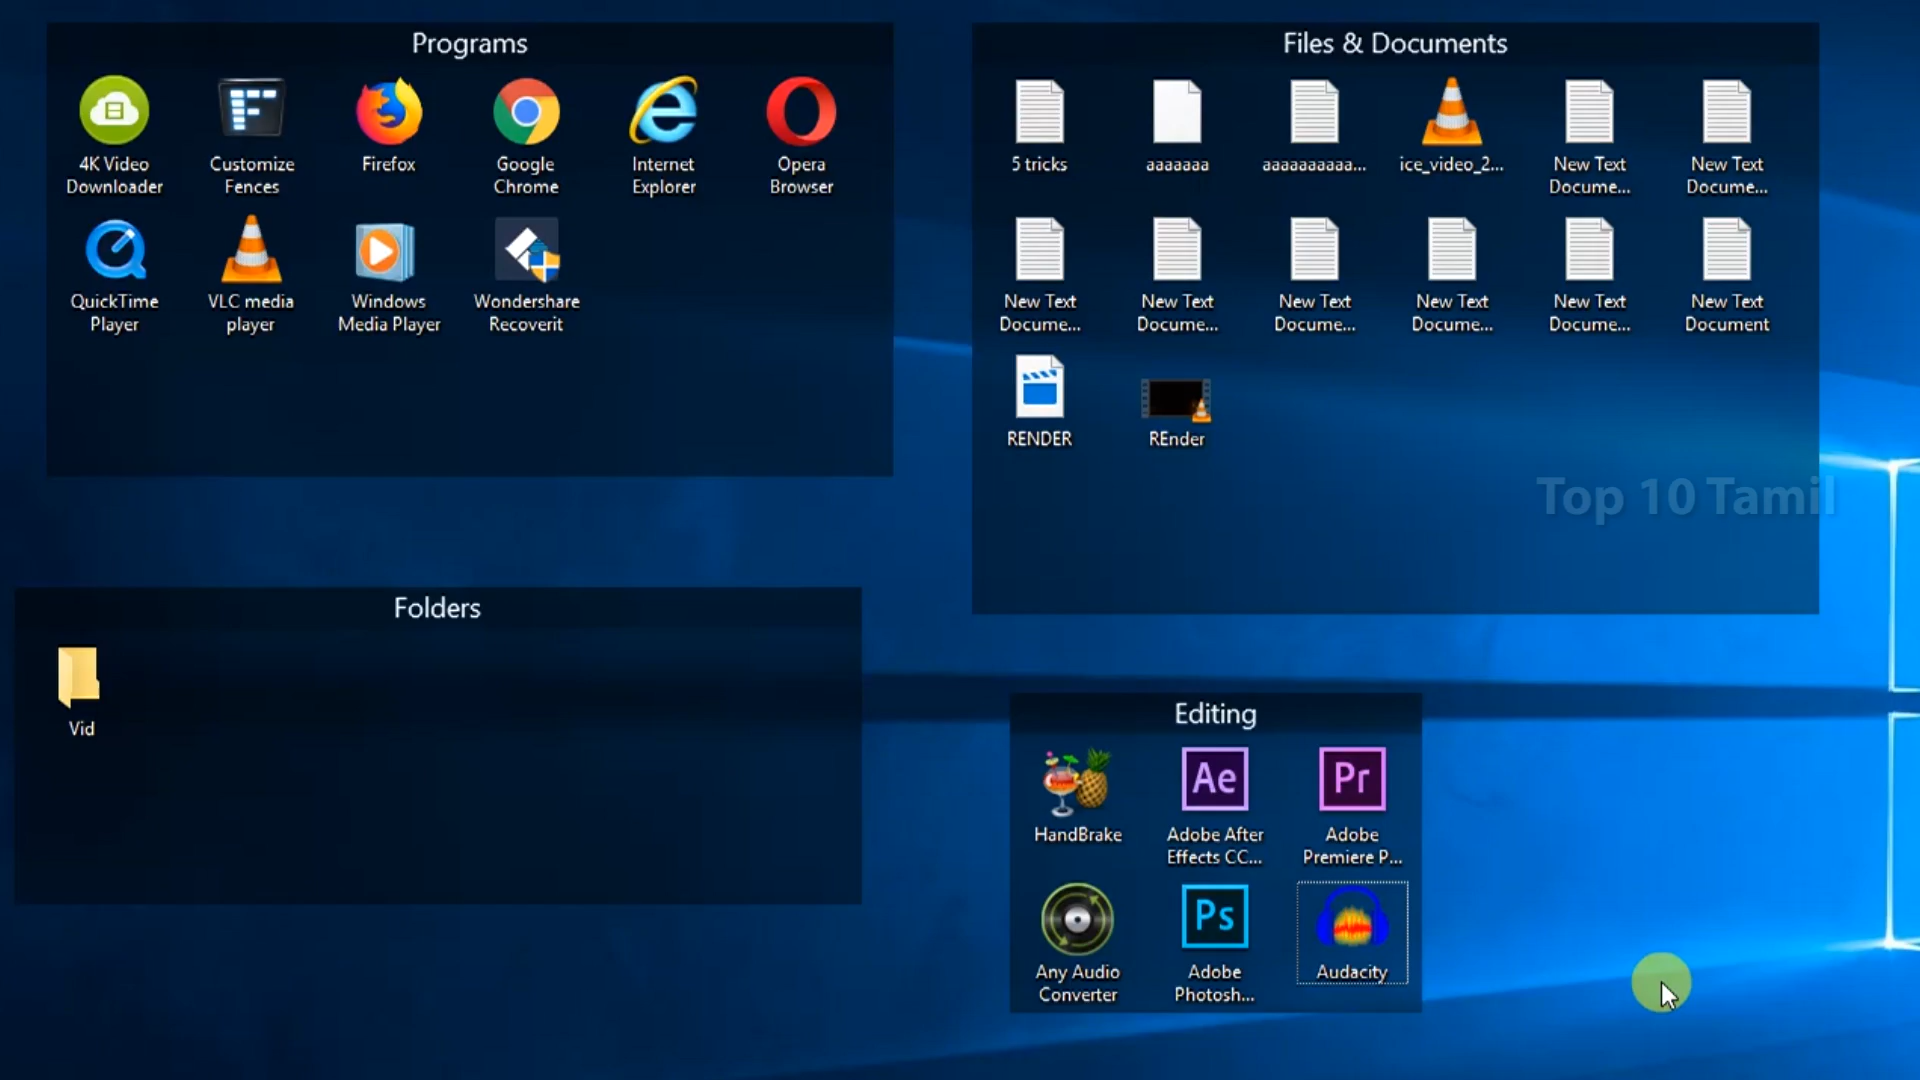 Programs
4K Video
Downloader
Customize
Fences
Firefox
Google
Chrome
Internet
Explorer
Opera
Browser
QuickTime
Player
VLC media
player
Windows
Media Player
Wondershare
Recoverit
Files & Documents
5 tricks
aaaaaaa
aaaaaaaaaa...
ice_video_2...
New Text
Docume...
New Text
Docume...
New Text
Docume...
New Text
Docume...
New Text
Docume...
New Text
Docume...
New Text
Docume...
New Text
Document
RENDER
REnder
Top 10 Tamil
Folders
Vid
Editing
HandBrake
Ae
Adobe After
Effects CC...
Pr
Adobe
Premiere P...
Any Audio
Converter
Ps
Adobe
Photosh...
Audacity